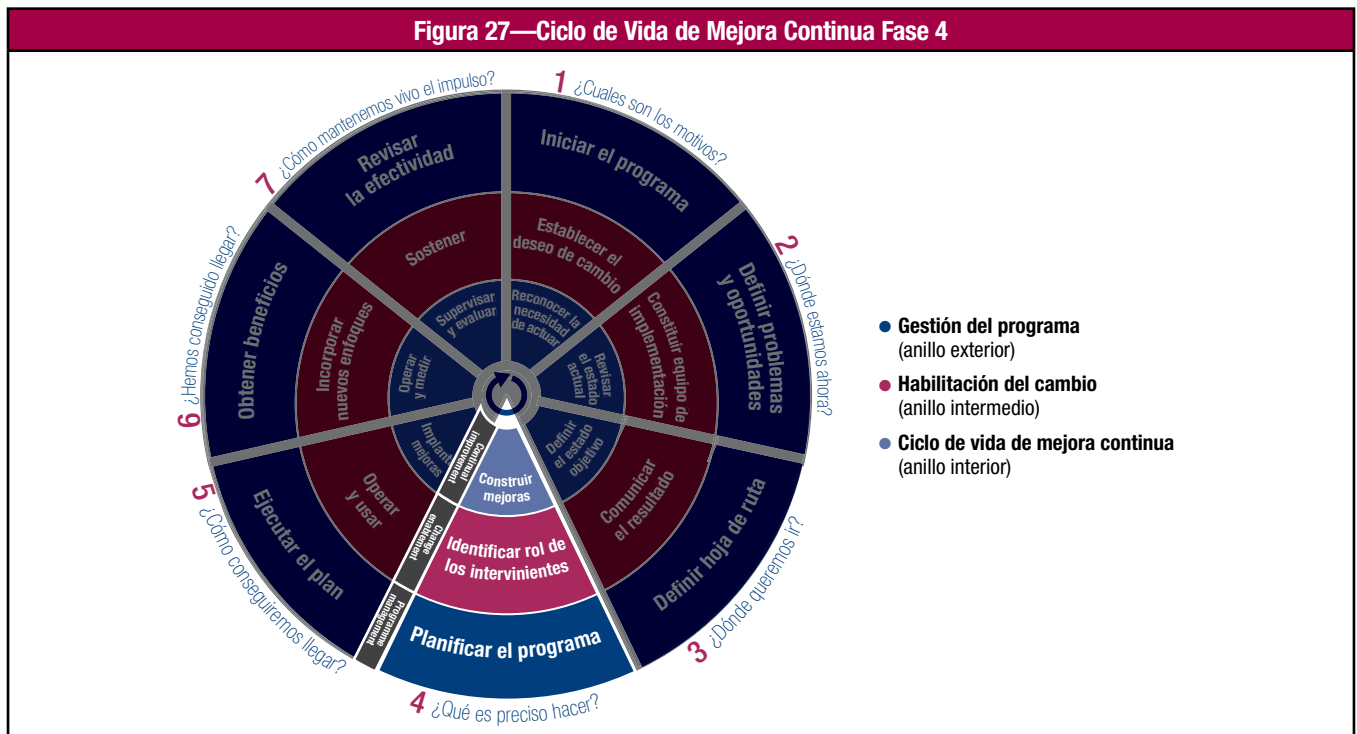 Figura 27—Ciclo de Vida de Mejora Continua Fase 4
1 ¿Cuales son los motivos?
Iniciar el programa
Establecer el
deseo de cambio
Reconocer la
necesidad
de actuar
2 ¿Dónde estamos ahora?
Definir problemas
y oportunidades
Constituir equipo de
implementación
Revisar
el estado
actual
3 ¿Dónde queremos ir?
Definir hoja de ruta
Comunicar
el resultado
Definir
el estado
objetivo
4 ¿Qué es preciso hacer?
Planificar el programa
Identificar rol de
los intervinientes
Construir
mejoras
Continual
improvement
Change
enablement
Programme
management
5 ¿Cómo conseguiremos llegar?
Ejecutar el plan
Operar
y usar
mejoras
6 ¿Hemos conseguido llegar?
Obtener beneficios
Incorporar
nuevos enfoques
Operar
y medir
7 ¿Cómo mantenemos vivo el impulso?
Revisar
la efectividad
Sostener
Supervisar
y evaluar
Gestión del programa
(anillo exterior)
Habilitación del cambio
(anillo intermedio)
Ciclo de vida de mejora continua
(anillo interior)